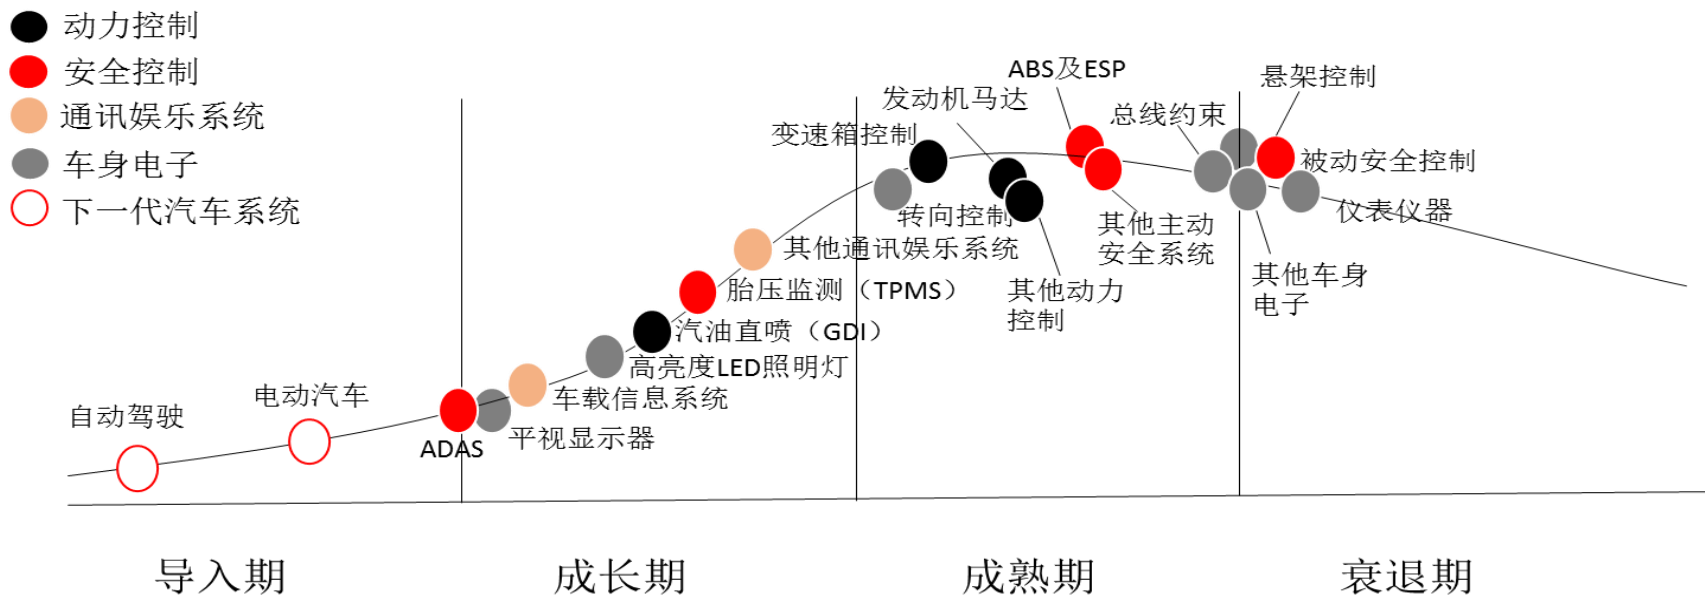 动力控制
安全控制
通讯娱乐系统
车身电子
下一代汽车系统
自动驾驶
电动汽车
ADAS
平视显示器
车载信息系统
高亮度LED照明灯
汽油直喷（GDI）
胎压监测（TPMS）
其他通讯娱乐系统
转向控制
变速箱控制
发动机马达
其他动力
控制
ABS及ESP
其他主动
安全系统
总线约束
悬架控制
被动安全控制
仪表仪器
其他车身
电子
导入期
成长期
成熟期
衰退期